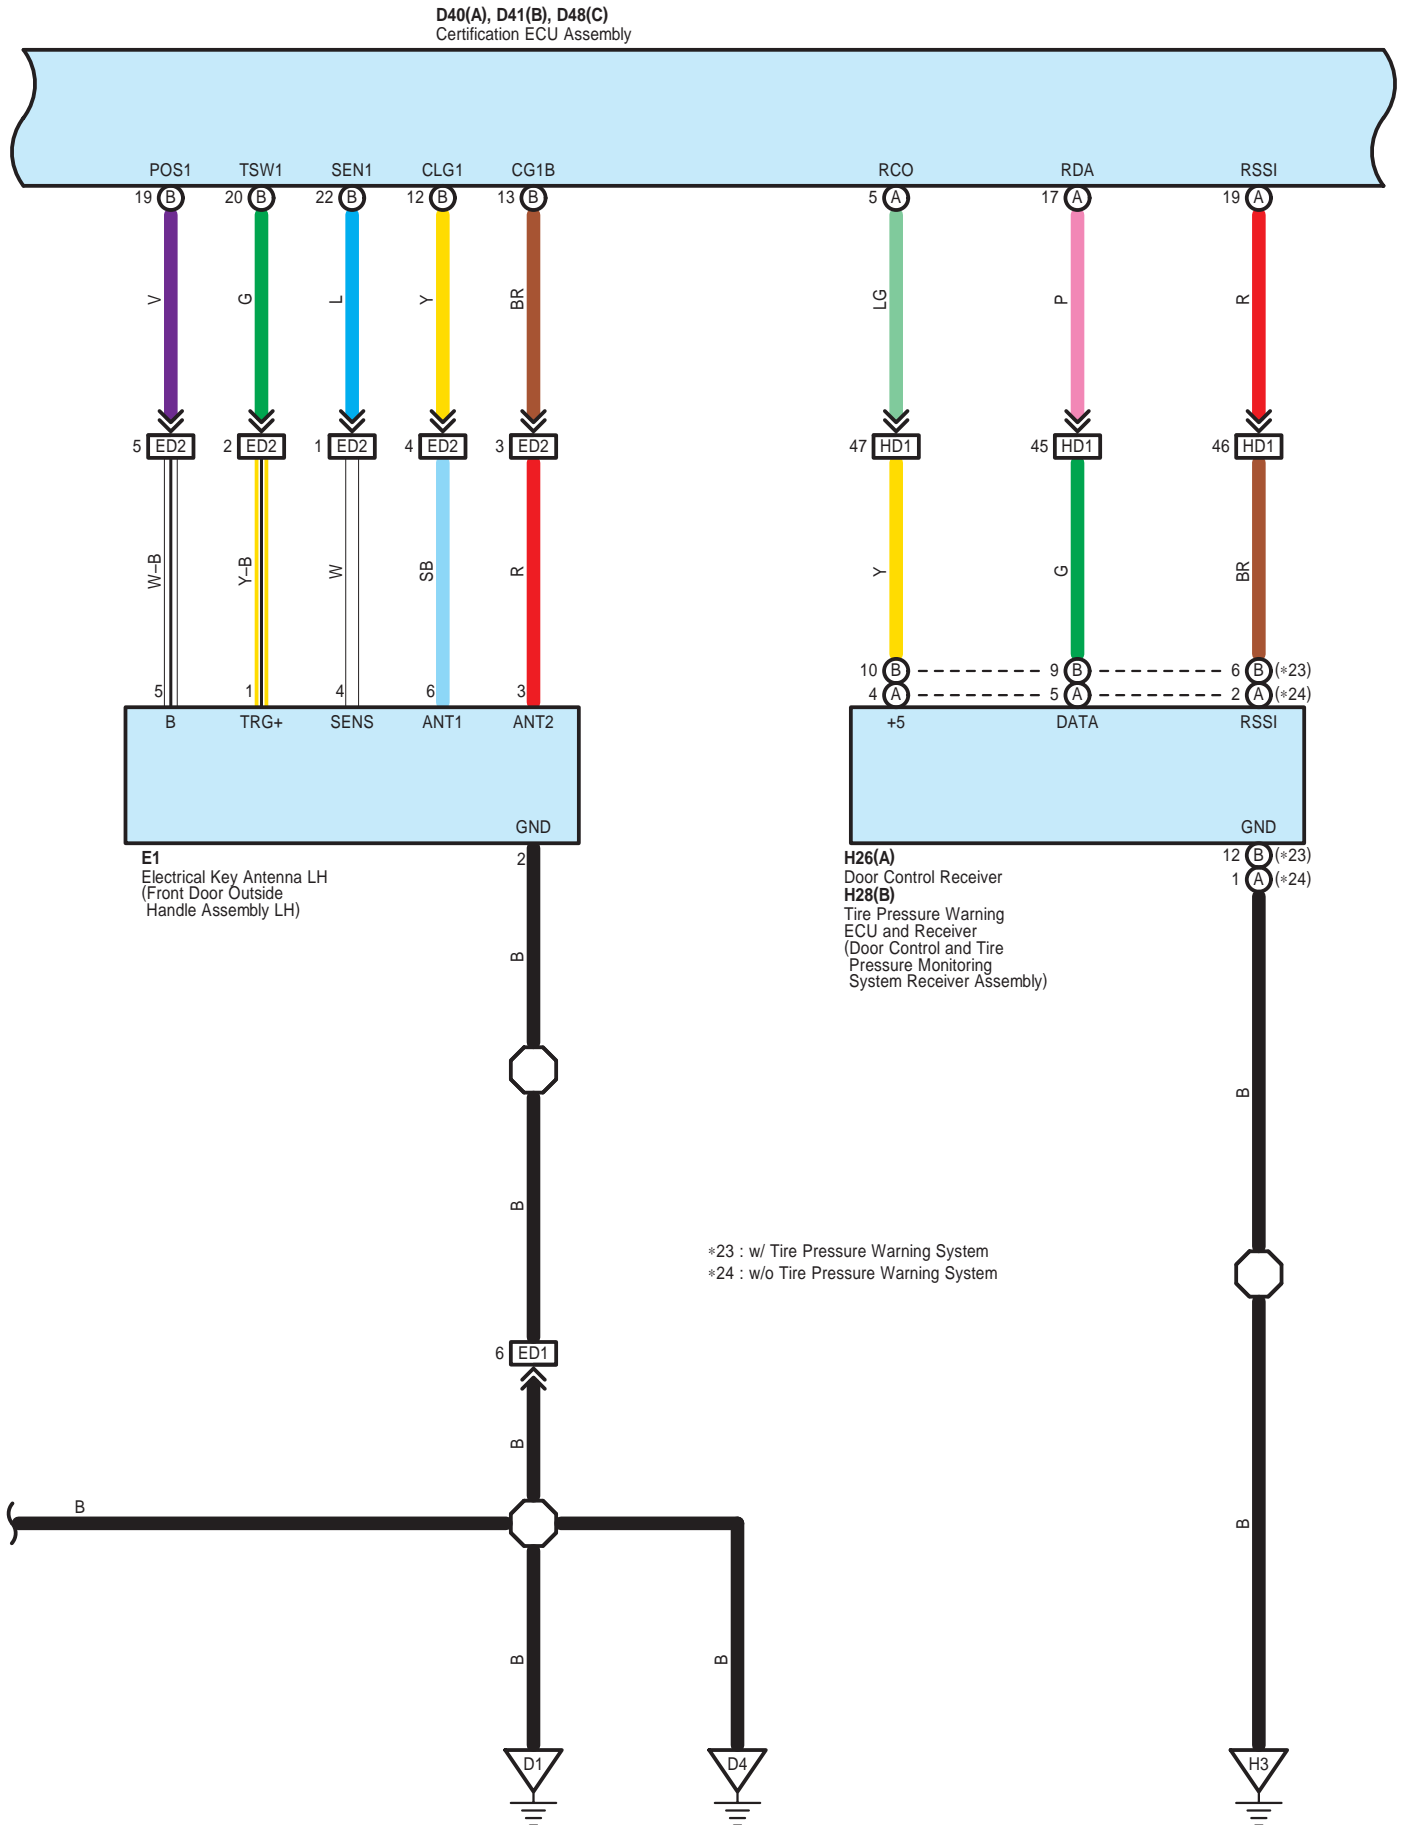 D40(A), D41(B), D48(C)
Certification ECU Assembly
POS1 TSW1 SEN1 CLG1 CG1B RCO RDA RSSI
19 B 20 B 22 B 12 B 13 B 5 A 17 A 19 A
V G L Y BR LG P R
5 ED2 2 ED2 1 ED2 4 ED2 3 ED2 47 HD1 45 HD1 46 HD1
W-B Y-B W SB R Y G BR
10 B 9 B 6 B (*23)
5 1 4 6 3 4 A 5 A 2 A (*24)
B TRG+ SENS ANT1 ANT2 +5 DATA RSSI
GND GND
E1
Electrical Key Antenna LH
(Front Door Outside
Handle Assembly LH)
2
H26(A)
Door Control Receiver
H28(B)
Tire Pressure Warning
ECU and Receiver
(Door Control and Tire
Pressure Monitoring
System Receiver Assembly)
12 B (*23)
1 A (*24)
B
B
B
*23 : w/ Tire Pressure Warning System
*24 : w/o Tire Pressure Warning System
6 ED1
B
B
B
B B
D1 D4 H3